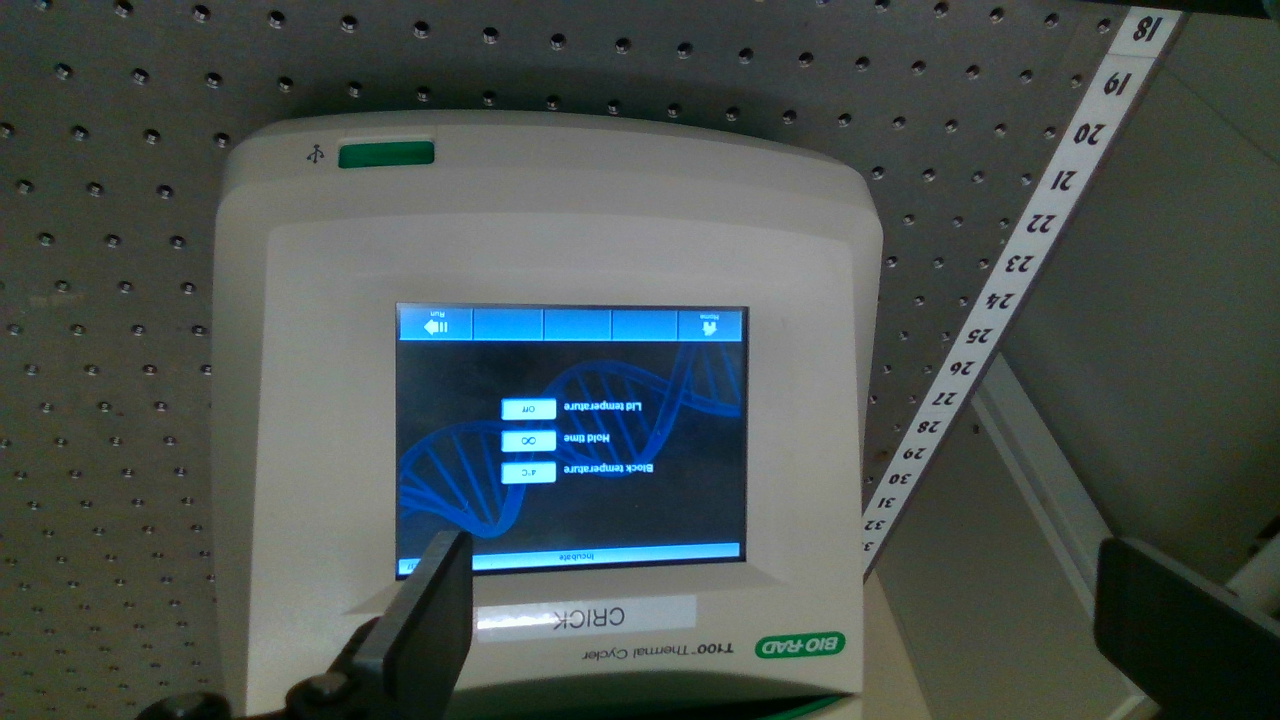 BIO-RAD
T100™ Thermal Cycler
CRICK
Incubate
Block temperature 4°C
Hold time ∞
Lid temperature Off
Home
Run
18
19
20
21
22
23
24
25
26
27
28
29
30
31
32